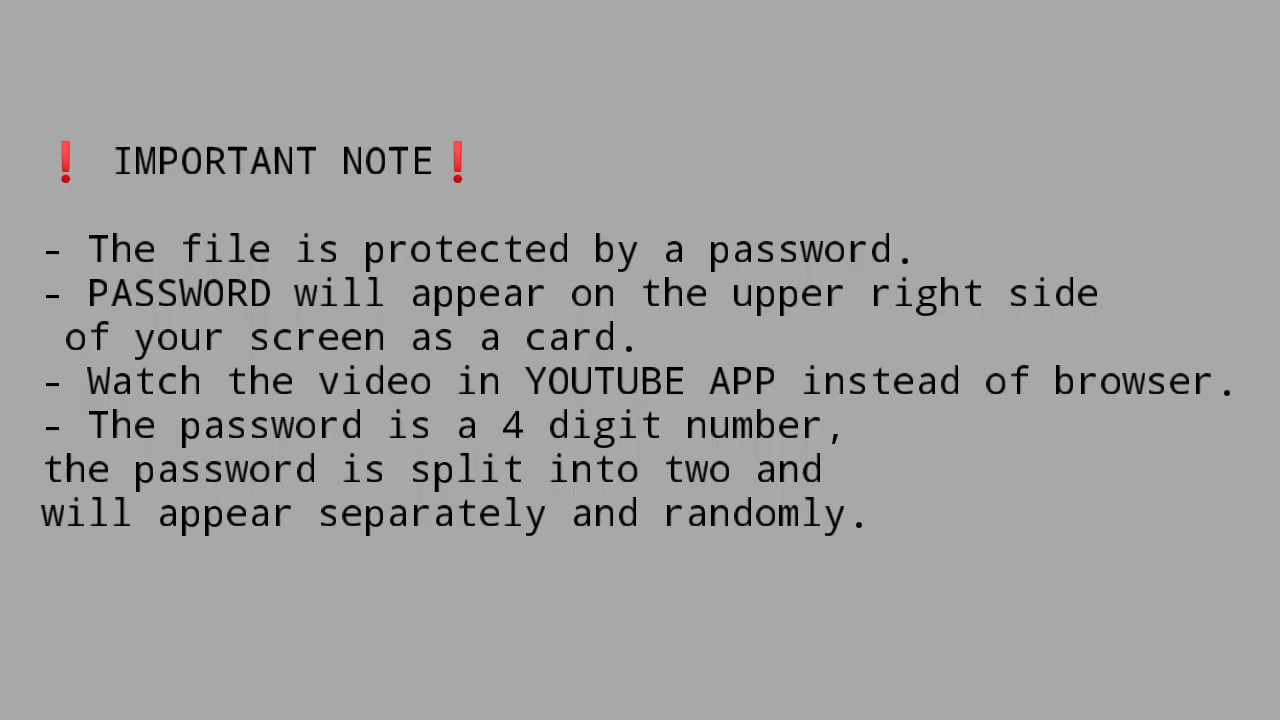 ❗ IMPORTANT NOTE❗
- The file is protected by a password.
- PASSWORD will appear on the upper right side
of your screen as a card.
- Watch the video in YOUTUBE APP instead of browser.
- The password is a 4 digit number,
the password is split into two and
will appear separately and randomly.